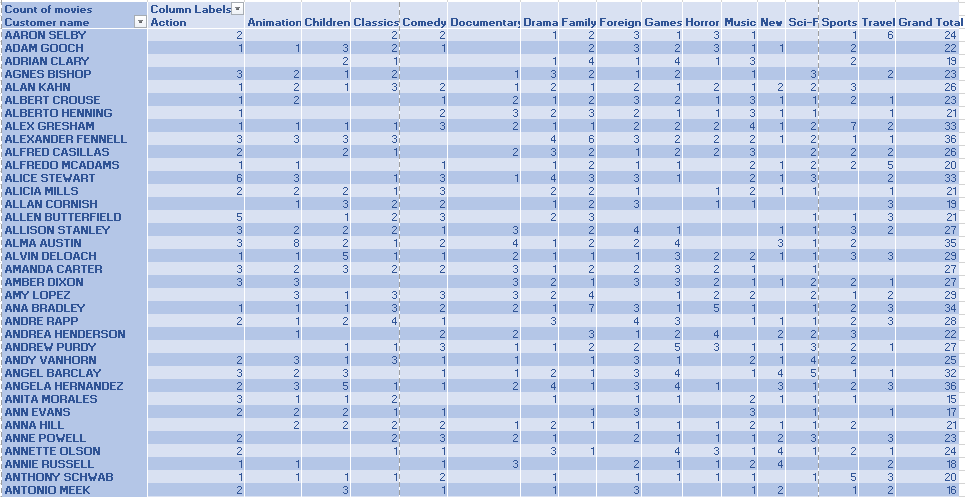 Count of movies Column Labels
Customer name Action Animation Children Classics Comedy Documentar Drama Family Foreign Games Horror Music New Sci-F Sports Travel Grand Total
AARON SELBY 2 2 2 1 2 3 1 3 1 1 6 24
ADAM GOOCH 1 1 3 2 1 2 3 2 3 1 1 2 22
ADRIAN CLARY 2 1 1 4 1 4 1 3 2 19
AGNES BISHOP 3 2 1 2 1 3 2 1 2 1 3 2 23
ALAN KAHN 1 2 1 3 2 1 2 1 2 1 2 1 2 2 3 26
ALBERT CROUSE 1 2 1 2 1 2 3 2 1 3 1 1 2 1 23
ALBERTO HENNING 1 2 3 2 3 2 1 1 3 1 1 1 21
ALEX GRESHAM 1 1 1 1 3 2 1 1 2 2 2 4 1 2 7 2 33
ALEXANDER FENNELL 3 3 3 3 4 6 3 2 2 2 1 2 1 1 36
ALFRED CASILLAS 2 2 1 2 3 2 1 2 2 3 2 2 2 26
ALFREDO MCADAMS 1 1 1 1 2 1 1 2 1 2 2 5 20
ALICE STEWART 6 3 1 3 1 4 3 3 1 2 1 3 2 33
ALICIA MILLS 2 2 2 1 3 2 2 1 1 2 1 1 1 21
ALLAN CORNISH 1 3 2 2 1 2 3 1 1 3 19
ALLEN BUTTERFIELD 5 1 2 3 2 3 1 1 3 21
ALLISON STANLEY 3 2 2 2 1 3 2 4 1 1 1 3 2 27
ALMA AUSTIN 3 8 2 1 2 4 1 2 2 4 3 1 2 35
ALVIN DELOACH 1 1 5 1 1 2 1 1 1 3 2 2 1 1 3 3 29
AMANDA CARTER 3 2 3 2 2 3 1 2 2 3 2 1 1 27
AMBER DIXON 3 3 3 2 1 3 3 2 1 1 2 2 1 27
AMY LOPEZ 3 1 3 3 3 2 4 1 2 2 2 1 2 29
ANA BRADLEY 1 1 1 3 2 2 1 7 3 1 5 1 1 2 3 34
ANDRE RAPP 2 1 2 4 1 3 4 3 1 1 1 2 3 28
ANDREA HENDERSON 1 2 2 3 1 2 4 2 2 3 22
ANDREW PURDY 1 1 3 1 1 2 2 5 3 1 1 3 2 1 27
ANDY VANHORN 2 3 1 3 1 1 1 3 1 2 1 4 2 25
ANGEL BARCLAY 3 2 3 1 1 2 1 3 4 1 4 5 1 1 32
ANGELA HERNANDEZ 2 3 5 1 1 2 4 1 3 4 1 3 1 2 3 36
ANITA MORALES 3 1 1 2 1 1 1 2 1 1 1 15
ANN EVANS 2 2 2 1 1 1 3 3 1 1 17
ANNA HILL 2 2 2 2 1 2 1 1 1 1 2 1 1 2 21
ANNE POWELL 2 2 3 2 1 2 1 1 1 2 3 3 23
ANNETTE OLSON 2 1 1 3 1 4 3 1 4 1 2 1 24
ANNIE RUSSELL 1 1 1 3 2 1 1 2 4 2 18
ANTHONY SCHWAB 1 1 1 1 2 1 1 1 1 1 1 5 3 20
ANTONIO MEEK 2 3 1 1 3 1 2 1 2 16